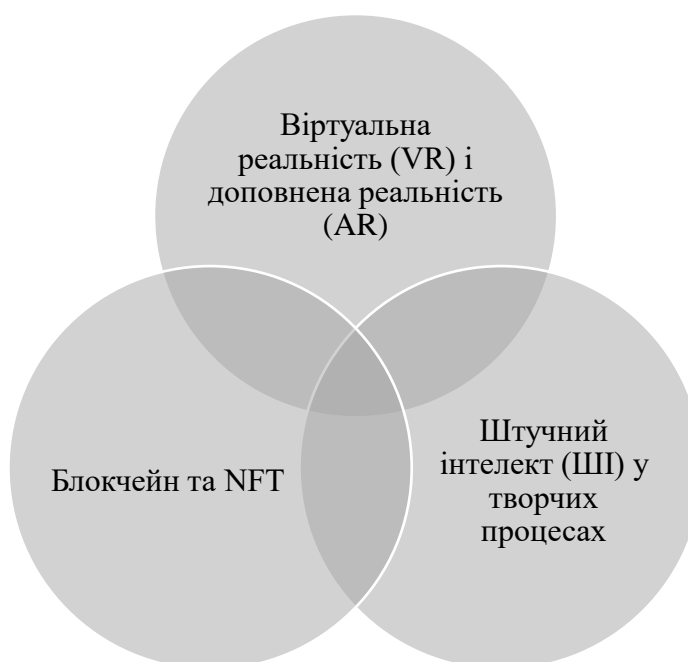 Віртуальна
реальність (VR) і
доповнена реальність
(AR)
Блокчейн та NFT
Штучний
інтелект (ШІ) у
творчих
процесах